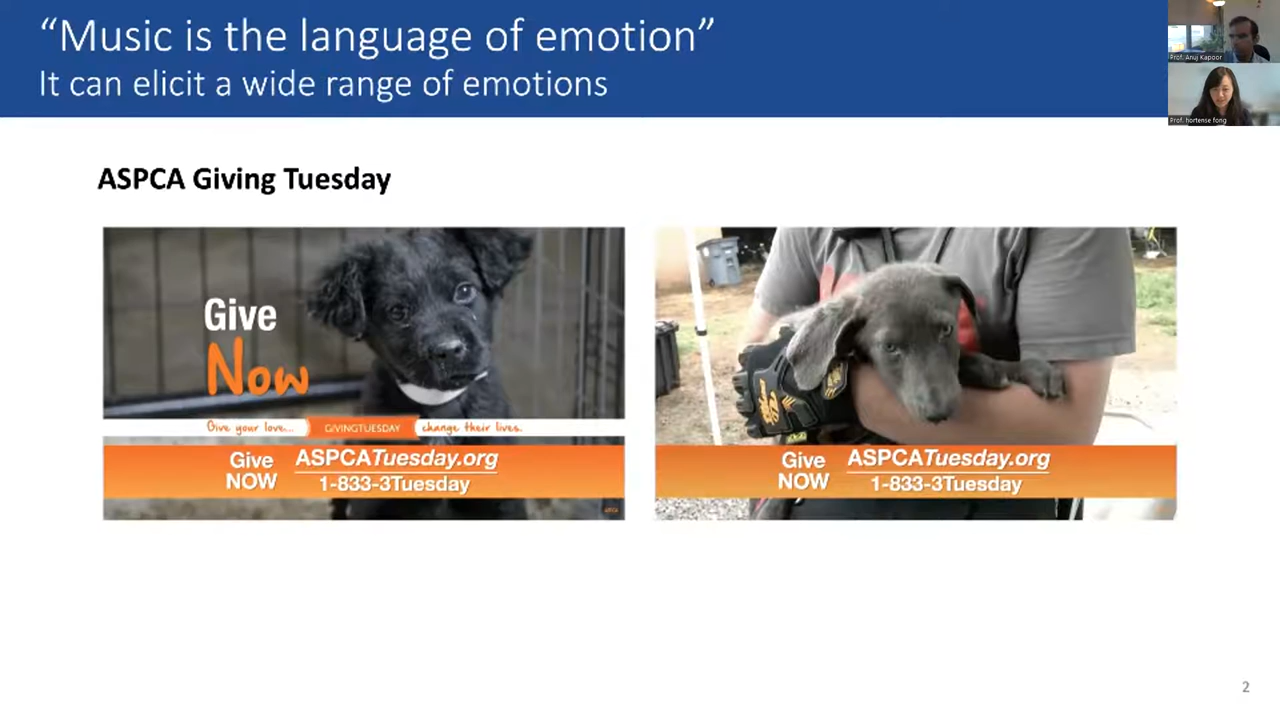 “Music is the language of emotion”
It can elicit a wide range of emotions
Prof. Anuj Kapoor
Prof. hortense fong
ASPCA Giving Tuesday
Give
Now
Give your love...
GIVINGTUESDAY
change their lives.
Give
NOW
ASPCATuesday.org
1-833-3Tuesday
ASPCA
Give
NOW
ASPCATuesday.org
1-833-3Tuesday
2